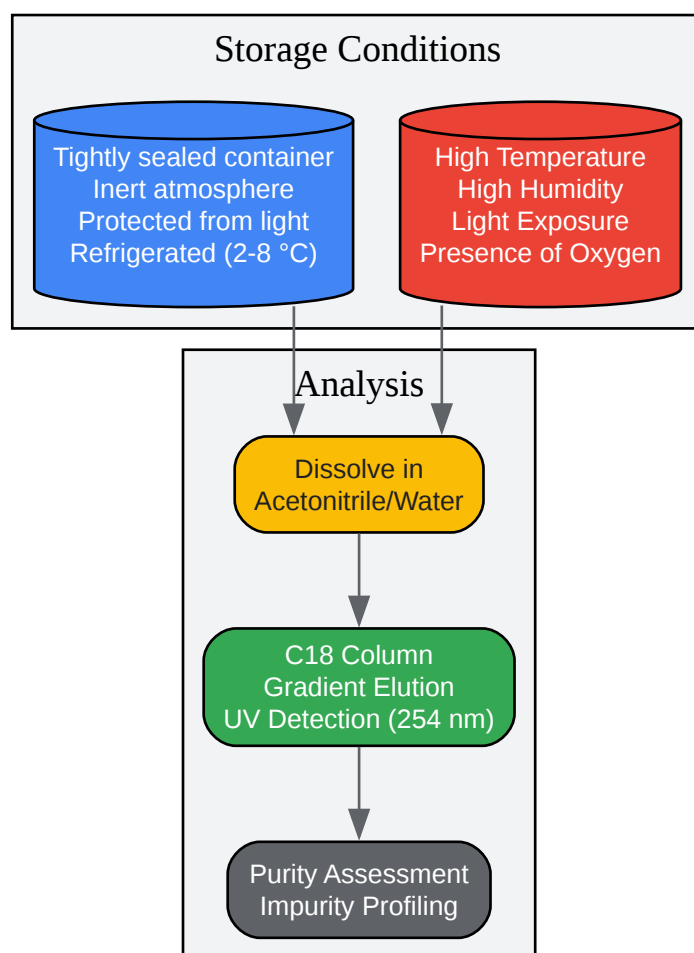 Storage Conditions
Tightly sealed container
Inert atmosphere
Protected from light
Refrigerated (2-8 °C)
High Temperature
High Humidity
Light Exposure
Presence of Oxygen
Analysis
Dissolve in
Acetonitrile/Water
C18 Column
Gradient Elution
UV Detection (254 nm)
Purity Assessment
Impurity Profiling